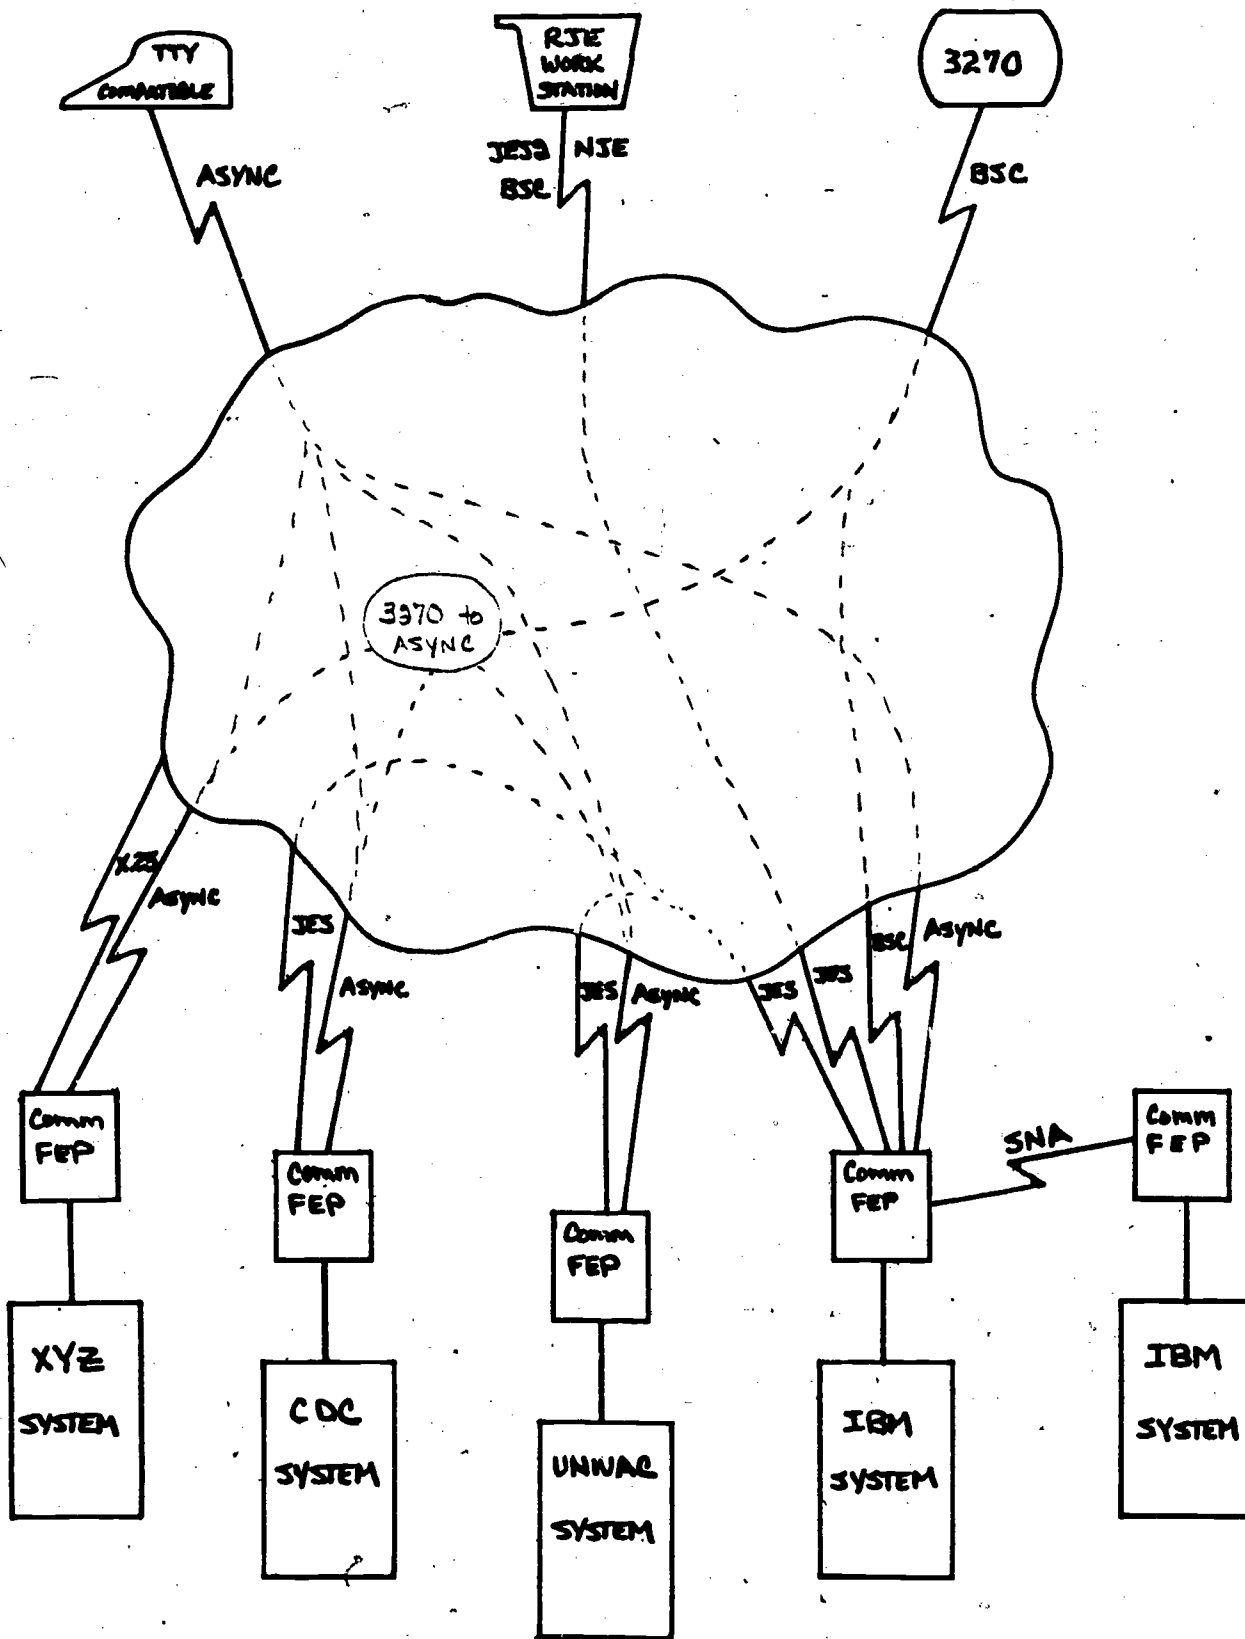 TTY
COMPATIBLE
RJE
WORK
STATION
3270
ASYNC
JES2 NJE
BSC
BSC
3270 to
ASYNC
X.25
ASYNC
JES
ASYNC
JES
ASYNC
JES
JES
BSC
ASYNC
SNA
Comm
FEP
Comm
FEP
Comm
FEP
Comm
FEP
Comm
FEP
XYZ
SYSTEM
CDC
SYSTEM
UNIVAC
SYSTEM
IBM
SYSTEM
IBM
SYSTEM